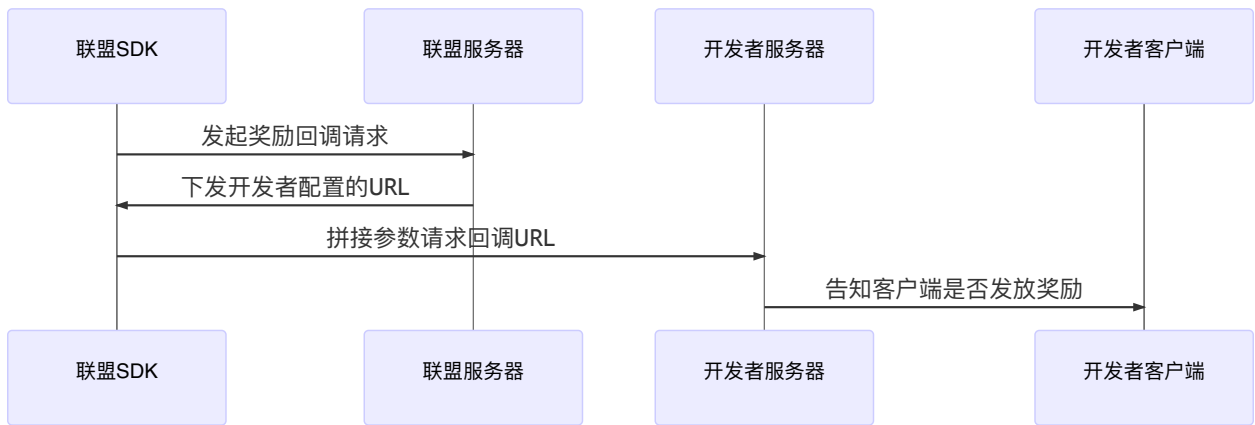 联盟SDK
联盟服务器
开发者服务器
开发者客户端
发起奖励回调请求
下发开发者配置的URL
拼接参数请求回调URL
告知客户端是否发放奖励
联盟SDK
联盟服务器
开发者服务器
开发者客户端